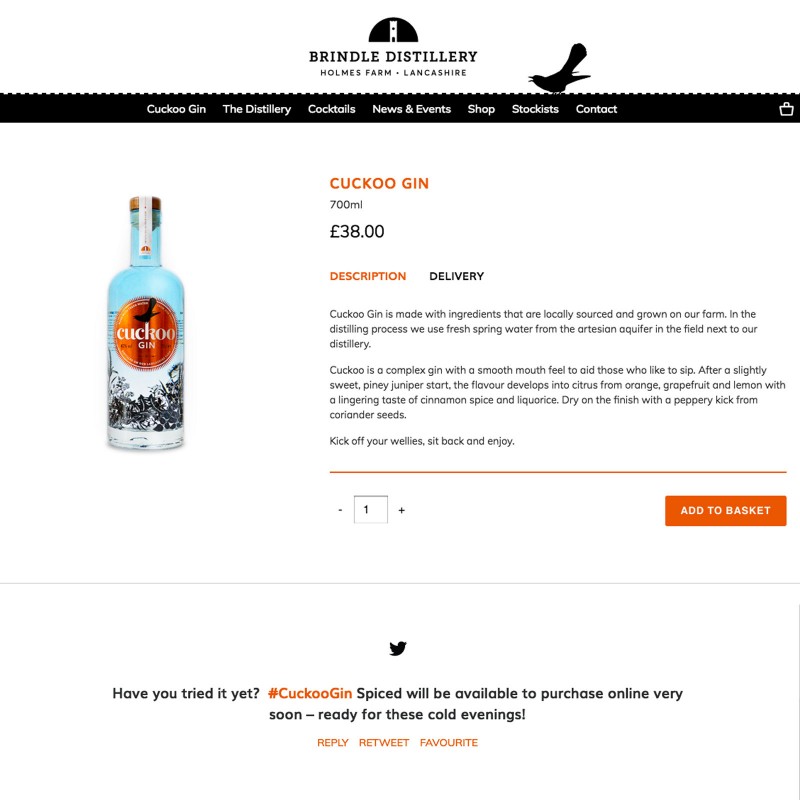 BRINDLE DISTILLERY
HOLMES FARM • LANCASHIRE
Cuckoo Gin The Distillery Cocktails News & Events Shop Stockists Contact
CUCKOO GIN
700ml
£38.00
DESCRIPTION DELIVERY
cuckoo
GIN
Cuckoo Gin is made with ingredients that are locally sourced and grown on our farm. In the
distilling process we use fresh spring water from the artesian aquifer in the field next to our
distillery.
Cuckoo is a complex gin with a smooth mouth feel to aid those who like to sip. After a slightly
sweet, piney juniper start, the flavour develops into citrus from orange, grapefruit and lemon with
a lingering taste of cinnamon spice and liquorice. Dry on the finish with a peppery kick from
coriander seeds.
Kick off your wellies, sit back and enjoy.
- 1 +
ADD TO BASKET
Have you tried it yet? #CuckooGin Spiced will be available to purchase online very
soon – ready for these cold evenings!
REPLY RETWEET FAVOURITE